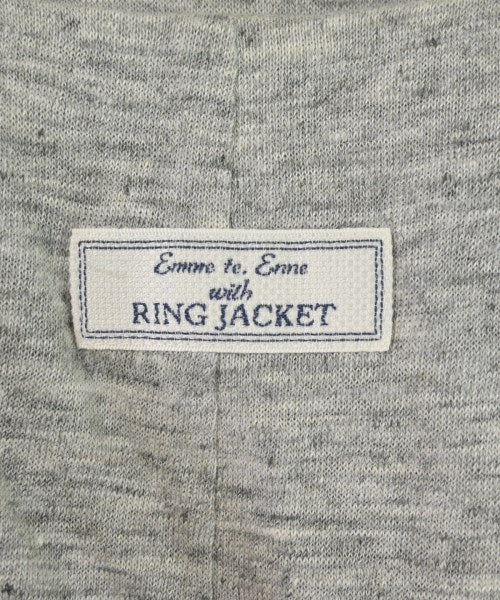 Emme te. Enne
with
RING JACKET